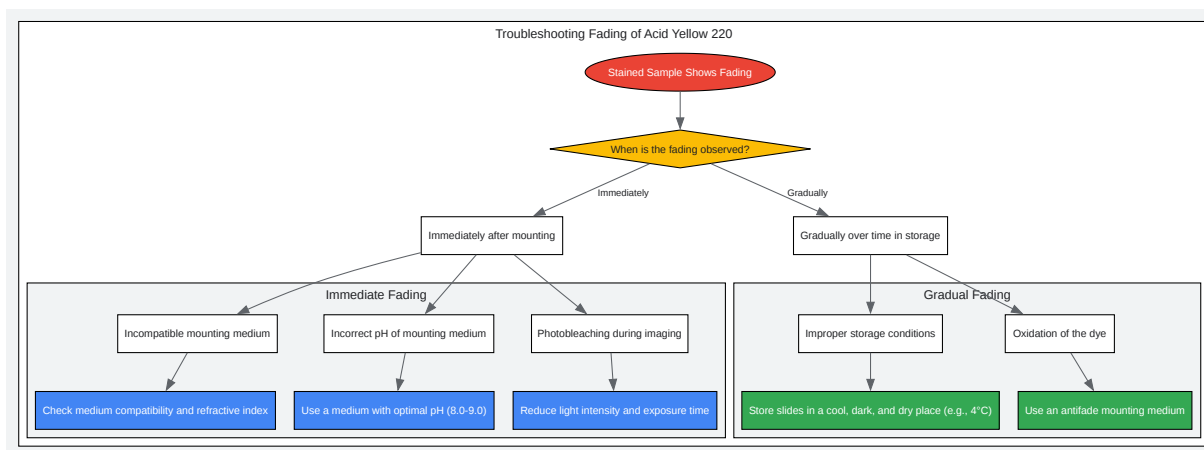 Troubleshooting Fading of Acid Yellow 220
Stained Sample Shows Fading
When is the fading observed?
Immediately
Gradually
Immediately after mounting
Gradually over time in storage
Immediate Fading
Gradual Fading
Incompatible mounting medium
Incorrect pH of mounting medium
Photobleaching during imaging
Improper storage conditions
Oxidation of the dye
Check medium compatibility and refractive index
Use a medium with optimal pH (8.0-9.0)
Reduce light intensity and exposure time
Store slides in a cool, dark, and dry place (e.g., 4°C)
Use an antifade mounting medium